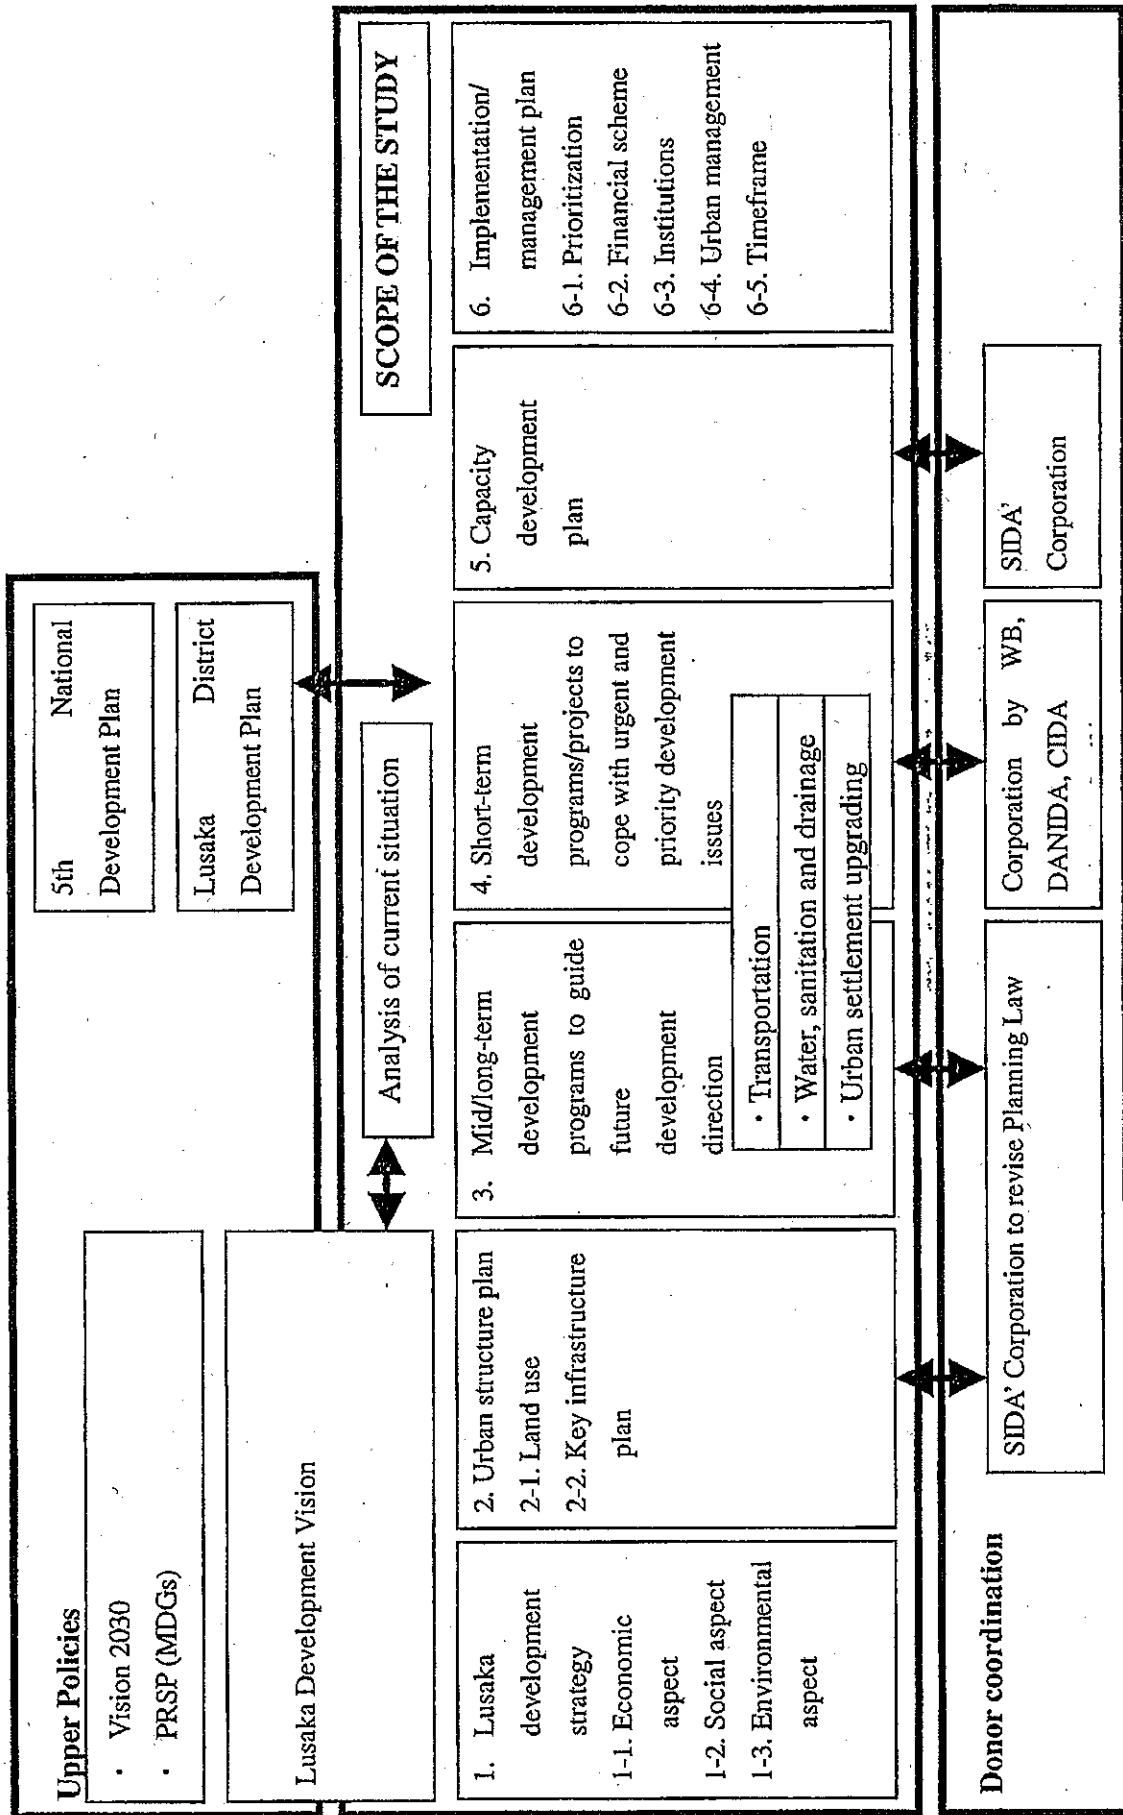 Upper Policies
• Vision 2030
• PRSP (MDGs)
5th National
Development Plan
Lusaka District
Development Plan
Lusaka Development Vision
Analysis of current situation
SCOPE OF THE STUDY
1. Lusaka
development
strategy
1-1. Economic
aspect
1-2. Social aspect
1-3. Environmental
aspect
2. Urban structure plan
2-1. Land use
2-2. Key infrastructure
plan
3. Mid/long-term
development
programs to guide
future
development
direction
4. Short-term
development
programs/projects to
cope with urgent and
priority development
issues
• Transportation
• Water, sanitation and drainage
• Urban settlement upgrading
5. Capacity
development
plan
6. Implementation/
management plan
6-1. Prioritization
6-2. Financial scheme
6-3. Institutions
6-4. Urban management
6-5. Timeframe
Donor coordination
SIDA' Corporation to revise Planning Law
Corporation by WB,
DANIDA, CIDA
SIDA'
Corporation